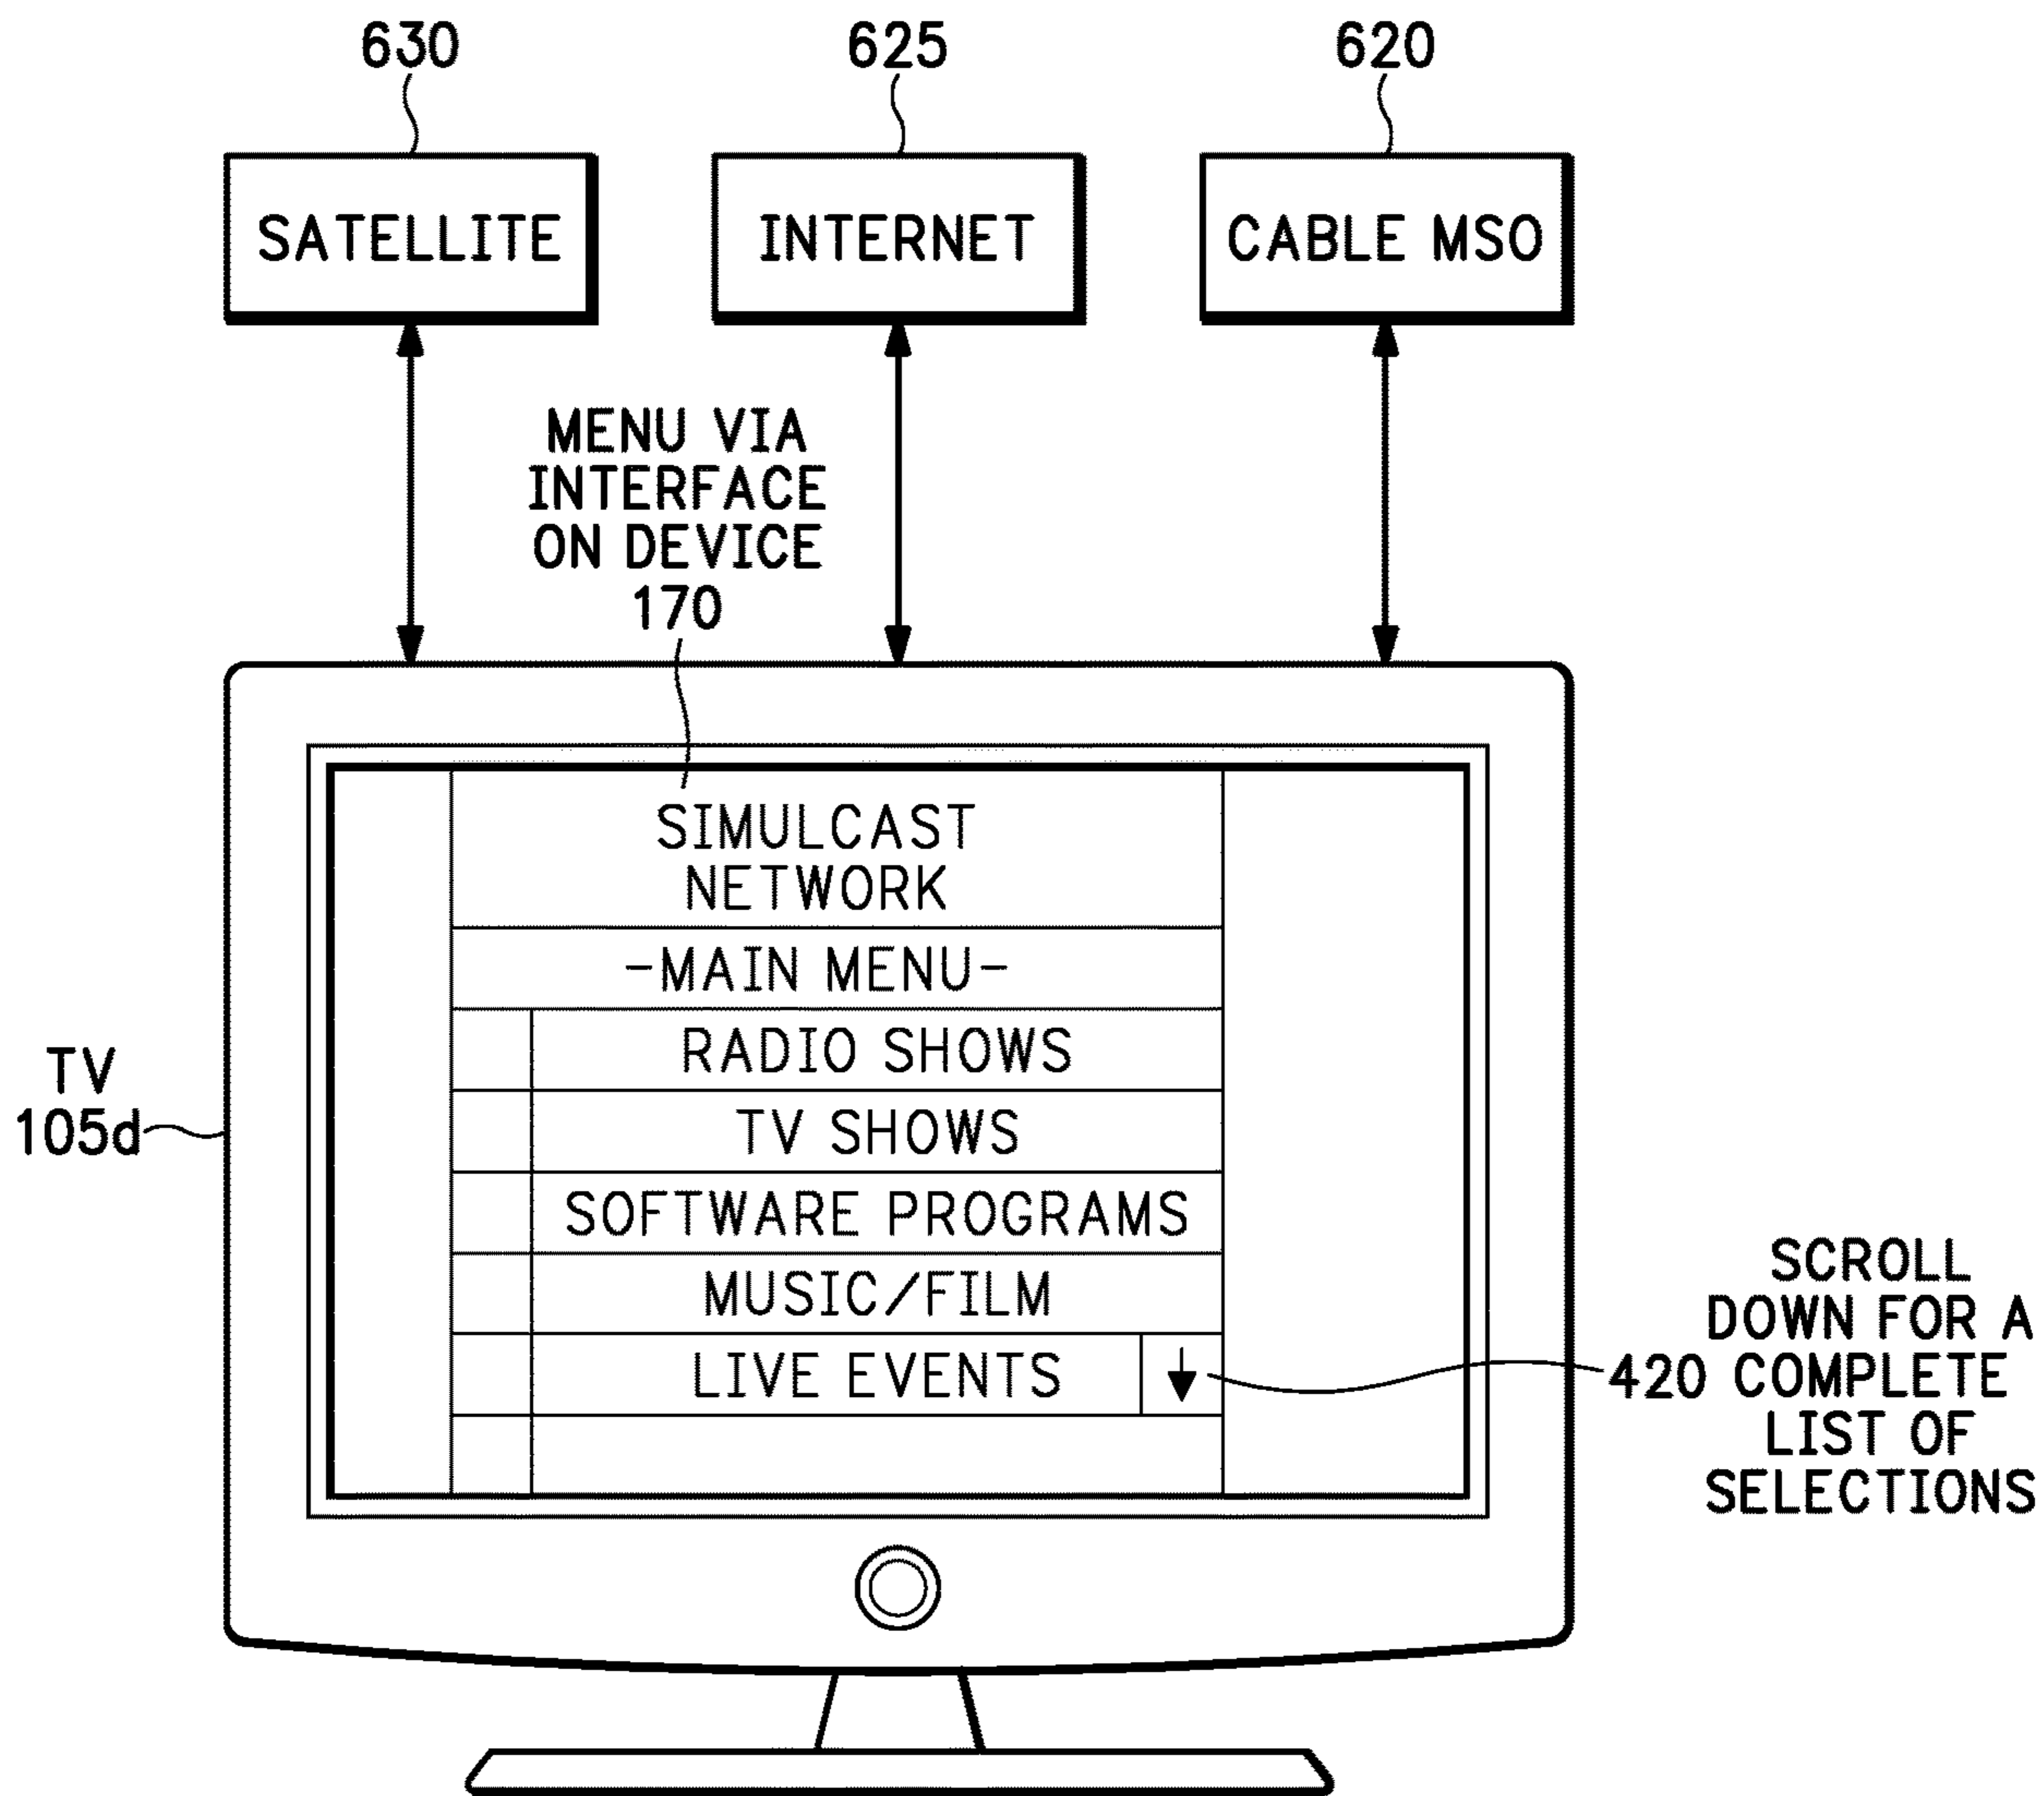 630
625
620
SATELLITE
INTERNET
CABLE MSO
MENU VIA
INTERFACE
ON DEVICE
170
SIMULCAST
NETWORK
-MAIN MENU-
RADIO SHOWS
TV SHOWS
SOFTWARE PROGRAMS
MUSIC/FILM
LIVE EVENTS
TV
105d
SCROLL
DOWN FOR A
420 COMPLETE
LIST OF
SELECTIONS